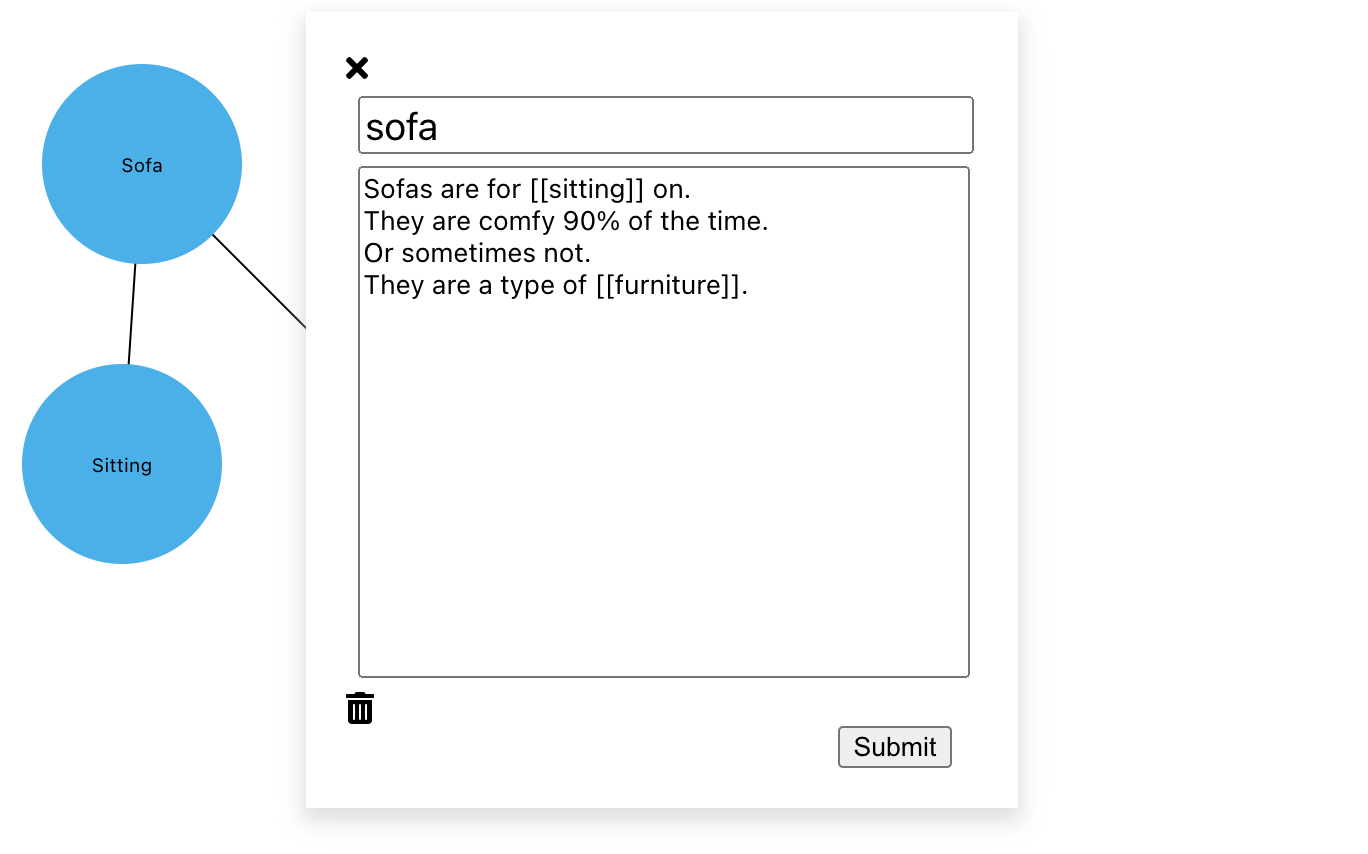 Sofa
Sitting
sofa
Sofas are for [[sitting]] on.
They are comfy 90% of the time.
Or sometimes not.
They are a type of [[furniture]].
Submit